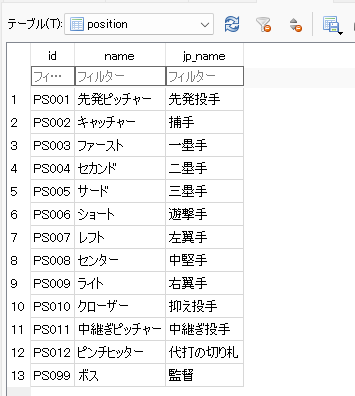 テーブル(T): position
id name jp_name
フィ… フィルター フィルター
1 PS001 先発ピッチャー 先発投手
2 PS002 キャッチャー 捕手
3 PS003 ファースト 一塁手
4 PS004 セカンド 二塁手
5 PS005 サード 三塁手
6 PS006 ショート 遊撃手
7 PS007 レフト 左翼手
8 PS008 センター 中堅手
9 PS009 ライト 右翼手
10 PS010 クローザー 抑え投手
11 PS011 中継ぎピッチャー 中継ぎ投手
12 PS012 ピンチヒッター 代打の切り札
13 PS099 ボス 監督